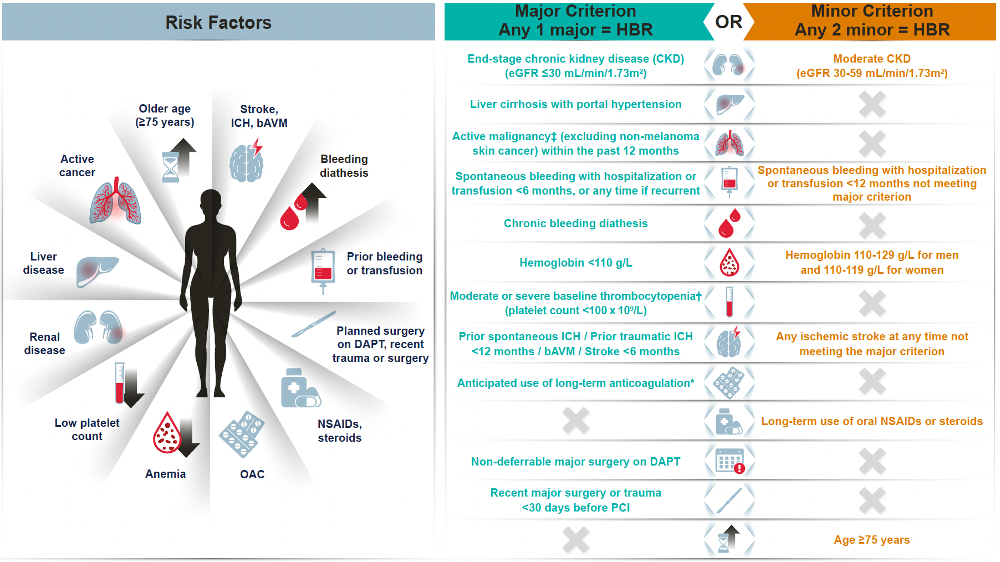 Risk Factors
Older age
(≥75 years)
Stroke,
ICH, bAVM
Active
cancer
Bleeding
diathesis
Liver
disease
Prior bleeding
or transfusion
Renal
disease
Planned surgery
on DAPT, recent
trauma or surgery
Low platelet
count
NSAIDs,
steroids
Anemia
OAC
Major Criterion
Any 1 major = HBR
OR
Minor Criterion
Any 2 minor = HBR
End-stage chronic kidney disease (CKD)
(eGFR ≤30 mL/min/1.73m²)
Moderate CKD
(eGFR 30-59 mL/min/1.73m²)
Liver cirrhosis with portal hypertension
Active malignancy‡ (excluding non-melanoma
skin cancer) within the past 12 months
Spontaneous bleeding with hospitalization or
transfusion <6 months, or any time if recurrent
Spontaneous bleeding with hospitalization
or transfusion <12 months not meeting
major criterion
Chronic bleeding diathesis
Hemoglobin <110 g/L
Hemoglobin 110-129 g/L for men
and 110-119 g/L for women
Moderate or severe baseline thrombocytopenia†
(platelet count <100 x 10⁹/L)
Prior spontaneous ICH / Prior traumatic ICH
<12 months / bAVM / Stroke <6 months
Any ischemic stroke at any time not
meeting the major criterion
Anticipated use of long-term anticoagulation*
Long-term use of oral NSAIDs or steroids
Non-deferrable major surgery on DAPT
Recent major surgery or trauma
<30 days before PCI
Age ≥75 years